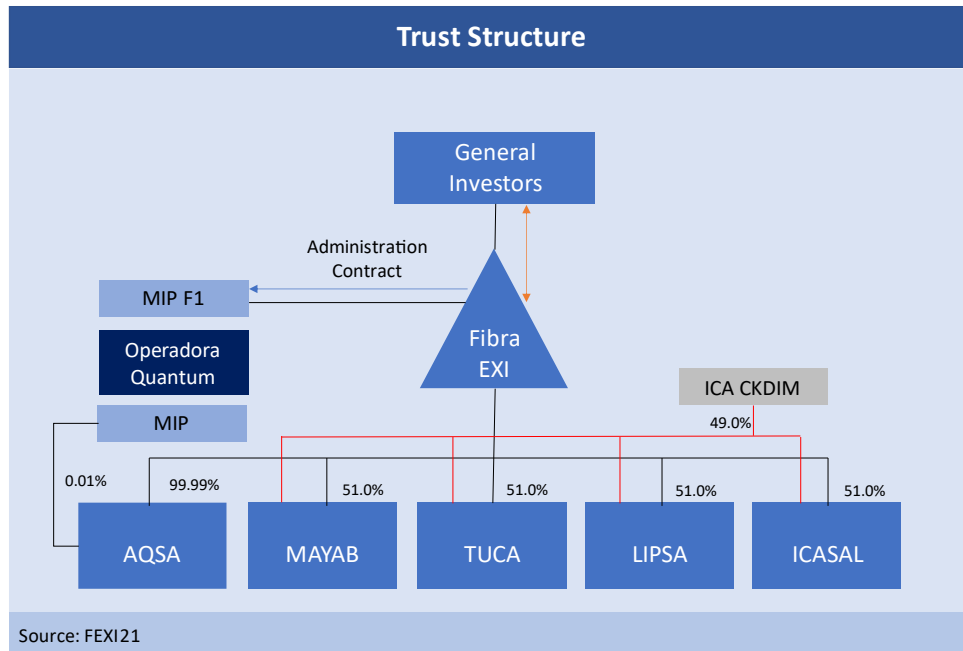 Trust Structure
General
Investors
Administration
Contract
MIP F1
Fibra
EXI
Operadora
Quantum
ICA CKDIM
MIP
49.0%
0.01%
99.99%
51.0%
51.0%
51.0%
51.0%
AQSA
MAYAB
TUCA
LIPSA
ICASAL
Source: FEXI21